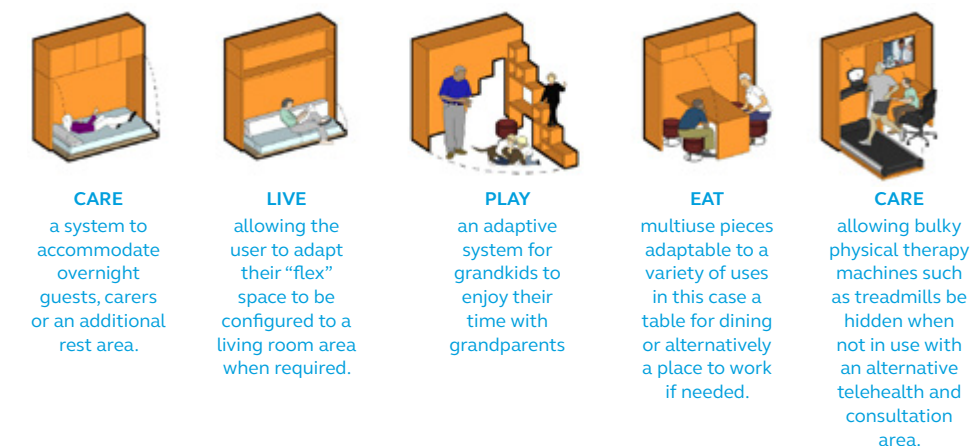 CARE
a system to
accommodate
overnight
guests, carers
or an additional
rest area.
LIVE
allowing the
user to adapt
their “flex”
space to be
configured to a
living room area
when required.
PLAY
an adaptive
system for
grandkids to
enjoy their
time with
grandparents
EAT
multiuse pieces
adaptable to a
variety of uses
in this case a
table for dining
or alternatively
a place to work
if needed.
CARE
allowing bulky
physical therapy
machines such
as treadmills be
hidden when
not in use with
an alternative
telehealth and
consultation
area.